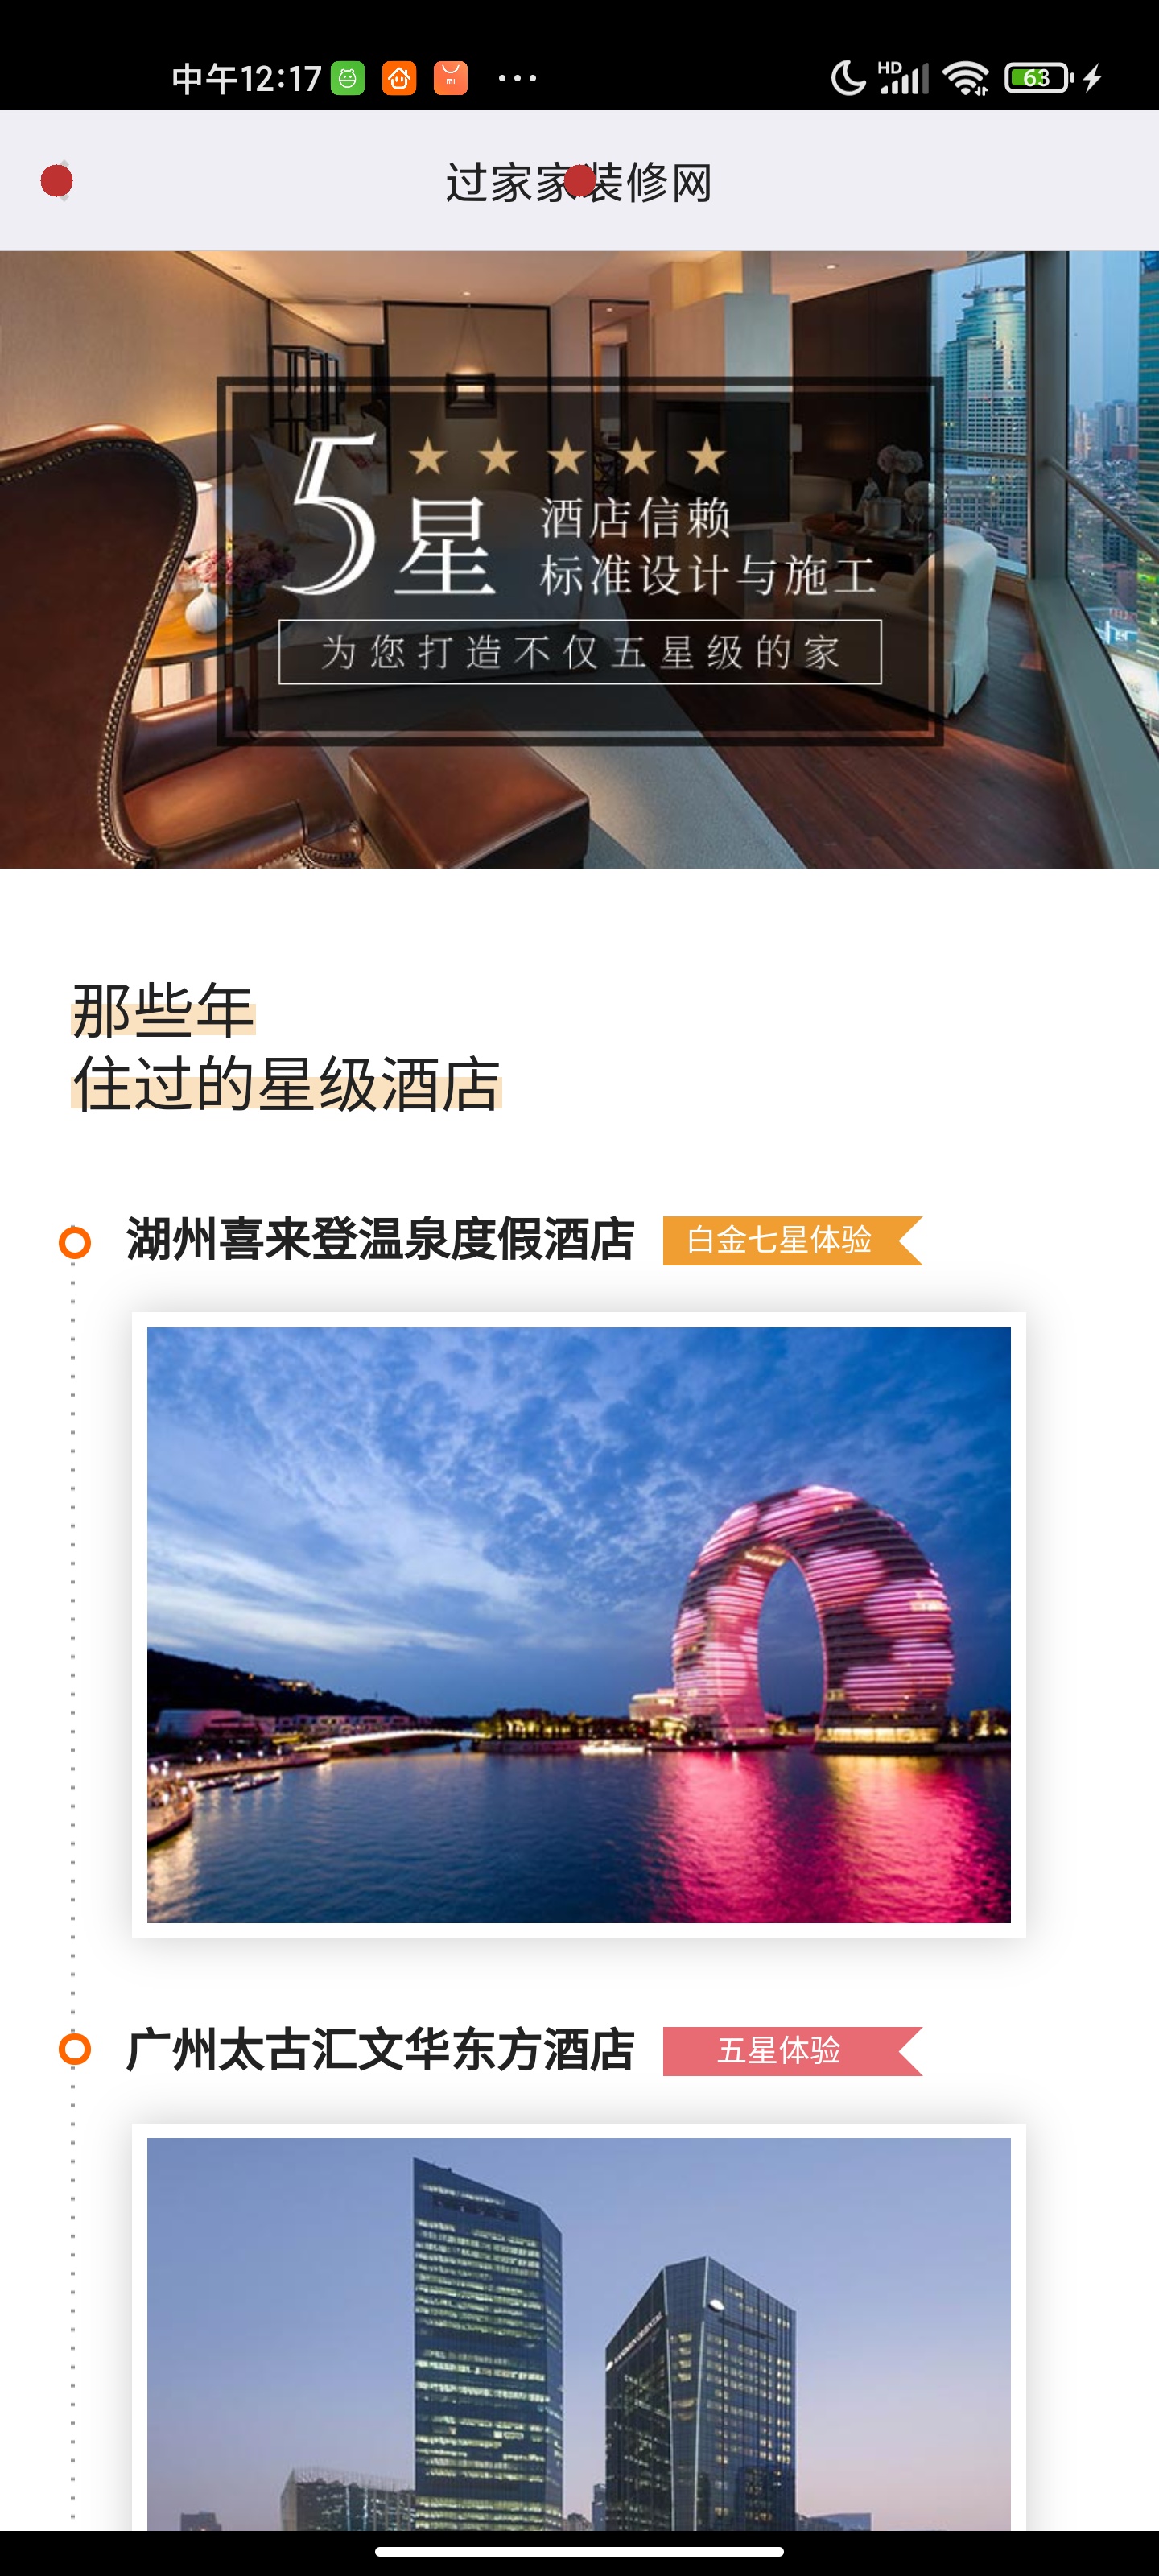 中午12:17
HD
63
过家家装修网
5星
酒店信赖
标准设计与施工
为您打造不仅五星级的家
那些年
住过的星级酒店
湖州喜来登温泉度假酒店 白金七星体验
广州太古汇文华东方酒店 五星体验